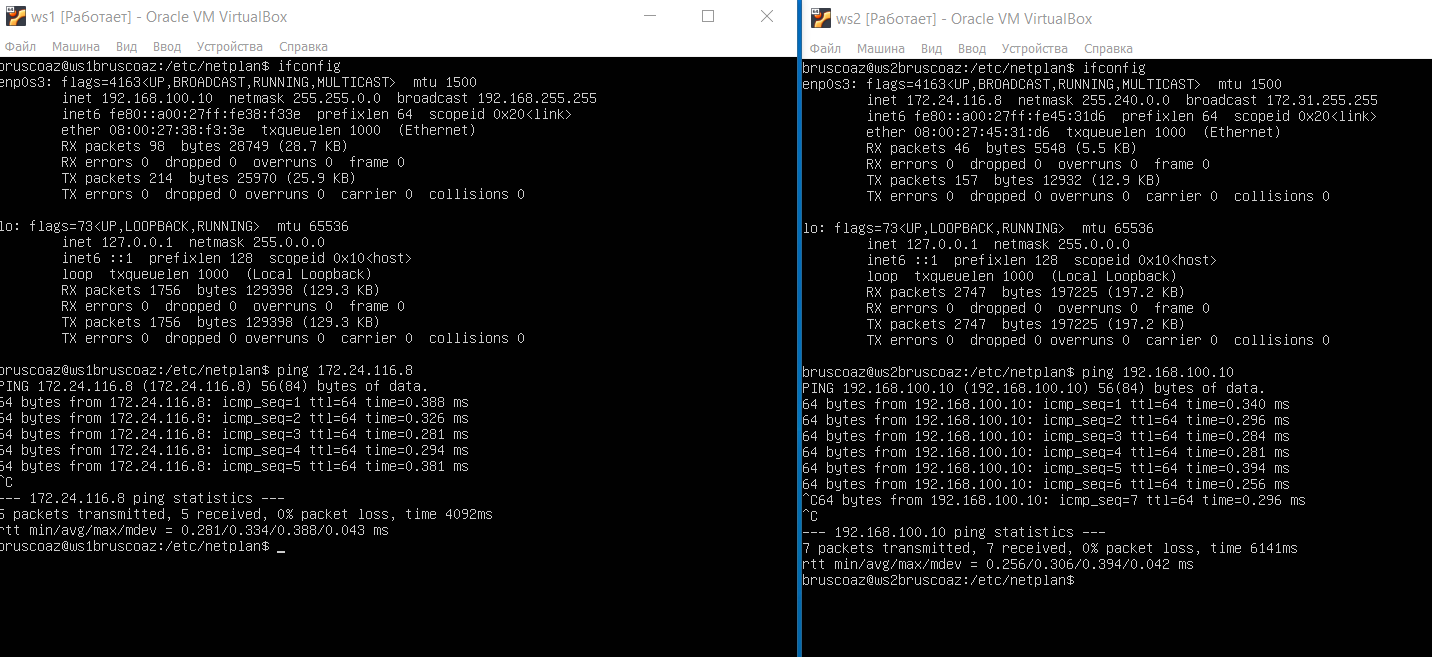 ws1 [Работает] - Oracle VM VirtualBox
Файл Машина Вид Ввод Устройства Справка
bruscoaz@ws1bruscoaz:/etc/netplan$ ifconfig
enp0s3: flags=4163<UP,BROADCAST,RUNNING,MULTICAST>  mtu 1500
        inet 192.168.100.10  netmask 255.255.0.0  broadcast 192.168.255.255
        inet6 fe80::a00:27ff:fe38:f33e  prefixlen 64  scopeid 0x20<link>
        ether 08:00:27:38:f3:3e  txqueuelen 1000  (Ethernet)
        RX packets 98  bytes 28749 (28.7 KB)
        RX errors 0  dropped 0  overruns 0  frame 0
        TX packets 214  bytes 25970 (25.9 KB)
        TX errors 0  dropped 0 overruns 0  carrier 0  collisions 0
lo: flags=73<UP,LOOPBACK,RUNNING>  mtu 65536
        inet 127.0.0.1  netmask 255.0.0.0
        inet6 ::1  prefixlen 128  scopeid 0x10<host>
        loop  txqueuelen 1000  (Local Loopback)
        RX packets 1756  bytes 129398 (129.3 KB)
        RX errors 0  dropped 0  overruns 0  frame 0
        TX packets 1756  bytes 129398 (129.3 KB)
        TX errors 0  dropped 0 overruns 0  carrier 0  collisions 0
bruscoaz@ws1bruscoaz:/etc/netplan$ ping 172.24.116.8
PING 172.24.116.8 (172.24.116.8) 56(84) bytes of data.
64 bytes from 172.24.116.8: icmp_seq=1 ttl=64 time=0.388 ms
64 bytes from 172.24.116.8: icmp_seq=2 ttl=64 time=0.326 ms
64 bytes from 172.24.116.8: icmp_seq=3 ttl=64 time=0.281 ms
64 bytes from 172.24.116.8: icmp_seq=4 ttl=64 time=0.294 ms
64 bytes from 172.24.116.8: icmp_seq=5 ttl=64 time=0.381 ms
^C
--- 172.24.116.8 ping statistics ---
5 packets transmitted, 5 received, 0% packet loss, time 4092ms
rtt min/avg/max/mdev = 0.281/0.334/0.388/0.043 ms
bruscoaz@ws1bruscoaz:/etc/netplan$ _
ws2 [Работает] - Oracle VM VirtualBox
Файл Машина Вид Ввод Устройства Справка
bruscoaz@ws2bruscoaz:/etc/netplan$ ifconfig
enp0s3: flags=4163<UP,BROADCAST,RUNNING,MULTICAST>  mtu 1500
        inet 172.24.116.8  netmask 255.240.0.0  broadcast 172.31.255.255
        inet6 fe80::a00:27ff:fe45:31d6  prefixlen 64  scopeid 0x20<link>
        ether 08:00:27:45:31:d6  txqueuelen 1000  (Ethernet)
        RX packets 46  bytes 5548 (5.5 KB)
        RX errors 0  dropped 0  overruns 0  frame 0
        TX packets 157  bytes 12932 (12.9 KB)
        TX errors 0  dropped 0 overruns 0  carrier 0  collisions 0
lo: flags=73<UP,LOOPBACK,RUNNING>  mtu 65536
        inet 127.0.0.1  netmask 255.0.0.0
        inet6 ::1  prefixlen 128  scopeid 0x10<host>
        loop  txqueuelen 1000  (Local Loopback)
        RX packets 2747  bytes 197225 (197.2 KB)
        RX errors 0  dropped 0  overruns 0  frame 0
        TX packets 2747  bytes 197225 (197.2 KB)
        TX errors 0  dropped 0 overruns 0  carrier 0  collisions 0
bruscoaz@ws2bruscoaz:/etc/netplan$ ping 192.168.100.10
PING 192.168.100.10 (192.168.100.10) 56(84) bytes of data.
64 bytes from 192.168.100.10: icmp_seq=1 ttl=64 time=0.340 ms
64 bytes from 192.168.100.10: icmp_seq=2 ttl=64 time=0.296 ms
64 bytes from 192.168.100.10: icmp_seq=3 ttl=64 time=0.284 ms
64 bytes from 192.168.100.10: icmp_seq=4 ttl=64 time=0.281 ms
64 bytes from 192.168.100.10: icmp_seq=5 ttl=64 time=0.394 ms
64 bytes from 192.168.100.10: icmp_seq=6 ttl=64 time=0.256 ms
^C64 bytes from 192.168.100.10: icmp_seq=7 ttl=64 time=0.296 ms
^C
--- 192.168.100.10 ping statistics ---
7 packets transmitted, 7 received, 0% packet loss, time 6141ms
rtt min/avg/max/mdev = 0.256/0.306/0.394/0.042 ms
bruscoaz@ws2bruscoaz:/etc/netplan$